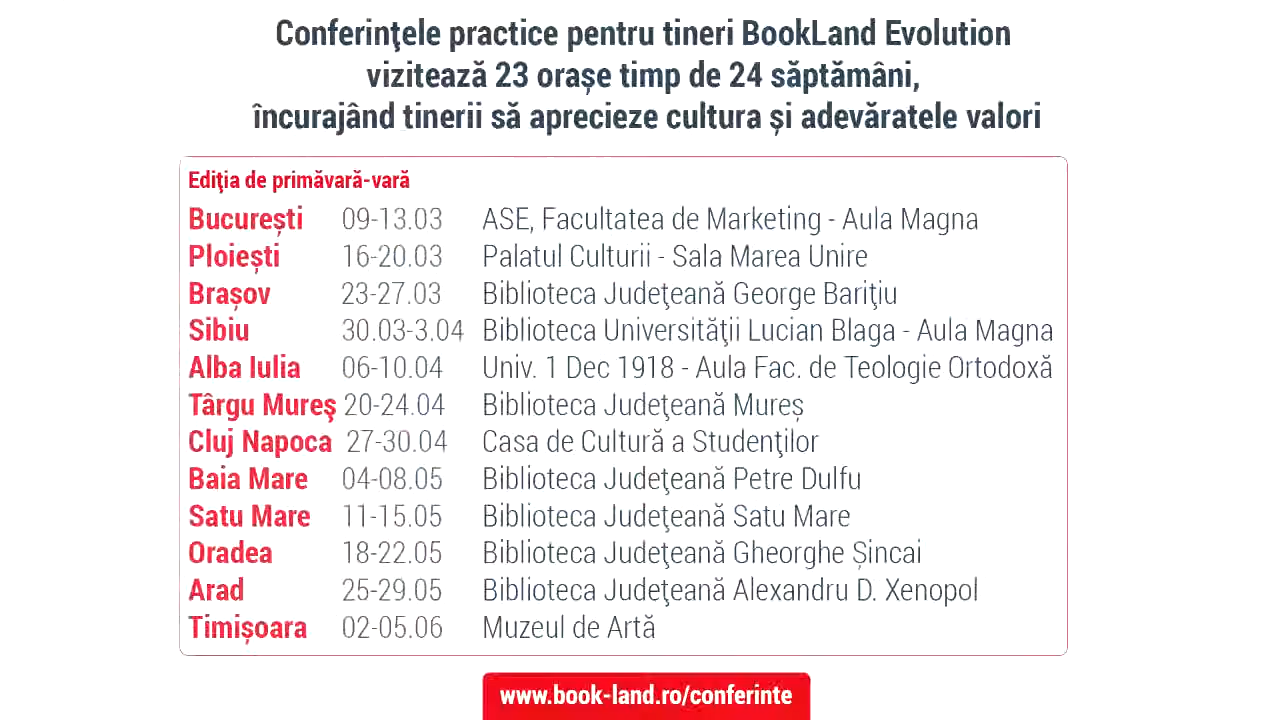 Conferinţele practice pentru tineri BookLand Evolution
vizitează 23 orașe timp de 24 săptămâni,
încurajând tinerii să aprecieze cultura și adevăratele valori
Ediţia de primăvară-vară
București 09-13.03 ASE, Facultatea de Marketing - Aula Magna
Ploiești 16-20.03 Palatul Culturii - Sala Marea Unire
Brașov 23-27.03 Biblioteca Judeţeană George Bariţiu
Sibiu 30.03-3.04 Biblioteca Universităţii Lucian Blaga - Aula Magna
Alba Iulia 06-10.04 Univ. 1 Dec 1918 - Aula Fac. de Teologie Ortodoxă
Târgu Mureş 20-24.04 Biblioteca Judeţeană Mureș
Cluj Napoca 27-30.04 Casa de Cultură a Studenţilor
Baia Mare 04-08.05 Biblioteca Judeţeană Petre Dulfu
Satu Mare 11-15.05 Biblioteca Judeţeană Satu Mare
Oradea 18-22.05 Biblioteca Judeţeană Gheorghe Șincai
Arad 25-29.05 Biblioteca Judeţeană Alexandru D. Xenopol
Timișoara 02-05.06 Muzeul de Artă
www.book-land.ro/conferinte